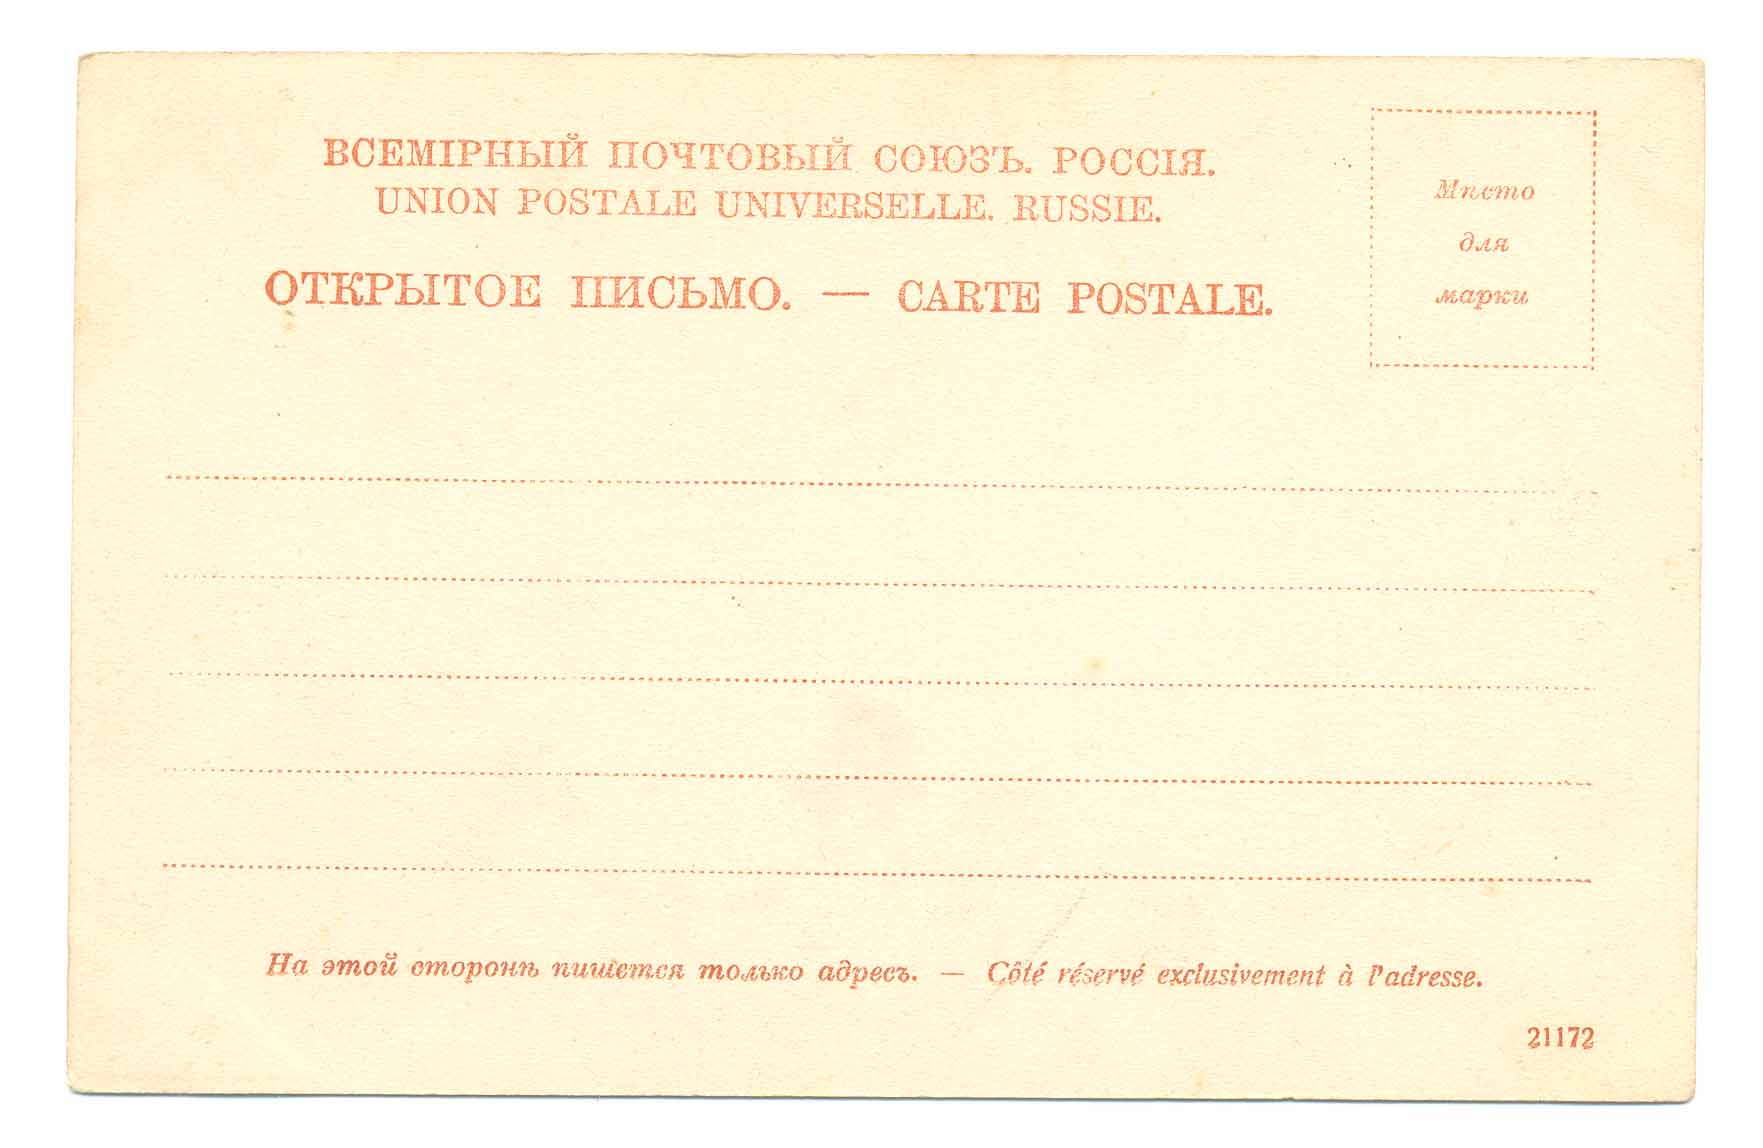 ВСЕМІРНЫЙ ПОЧТОВЫЙ СОЮЗЪ. РОССІЯ.
UNION POSTALE UNIVERSELLE. RUSSIE.
ОТКРЫТОЕ ПИСЬМО. — CARTE POSTALE.
Мѣсто
для
марки
На этой сторонѣ пишется только адресъ. — Côté réservé exclusivement à l'adresse.
21172